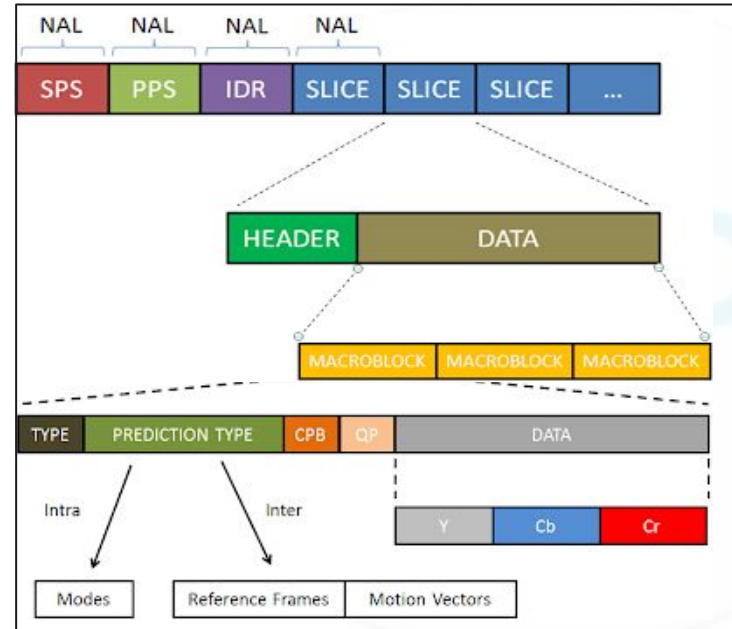 NAL NAL NAL NAL
SPS PPS IDR SLICE SLICE SLICE ...
HEADER DATA
MACROBLOCK MACROBLOCK MACROBLOCK
TYPE PREDICTION TYPE CPB QP DATA
Intra Inter
Y Cb Cr
Modes Reference Frames Motion Vectors